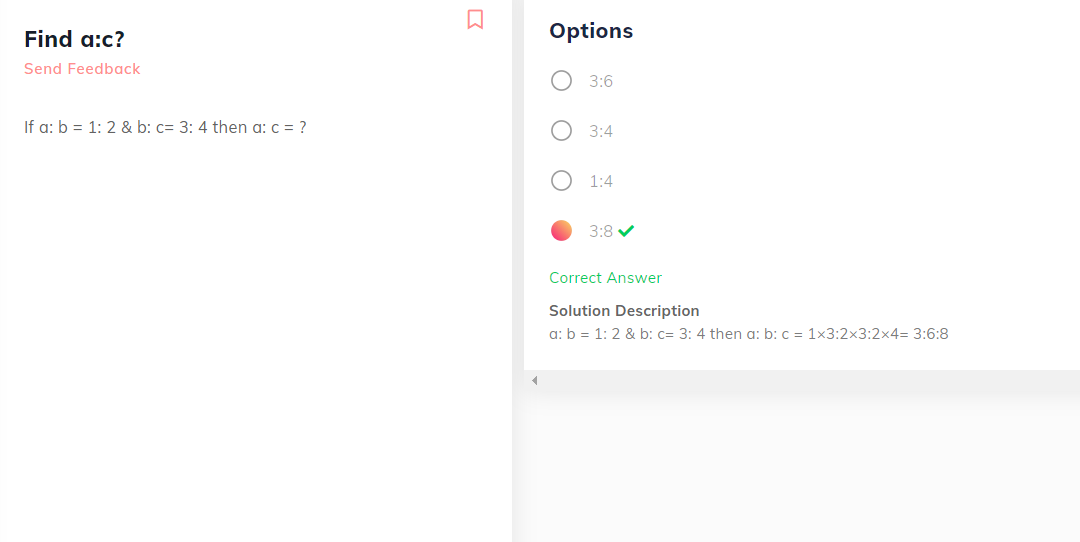 Find a:c?
Send Feedback
If a: b = 1: 2 & b: c= 3: 4 then a: c = ?
Options
3:6
3:4
1:4
3:8
Correct Answer
Solution Description
a: b = 1: 2 & b: c= 3: 4 then a: b: c = 1×3:2×3:2×4= 3:6:8